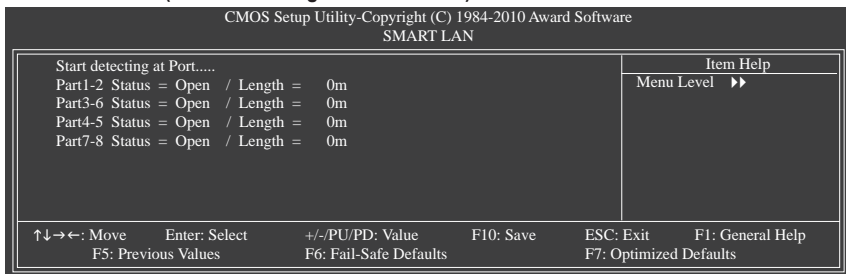 CMOS Setup Utility-Copyright (C) 1984-2010 Award Software
SMART LAN
Start detecting at Port.....
Part1-2 Status = Open / Length = 0m
Part3-6 Status = Open / Length = 0m
Part4-5 Status = Open / Length = 0m
Part7-8 Status = Open / Length = 0m
Item Help
Menu Level ▶▶
↑↓→←: Move Enter: Select +/-/PU/PD: Value F10: Save ESC: Exit F1: General Help
F5: Previous Values F6: Fail-Safe Defaults F7: Optimized Defaults